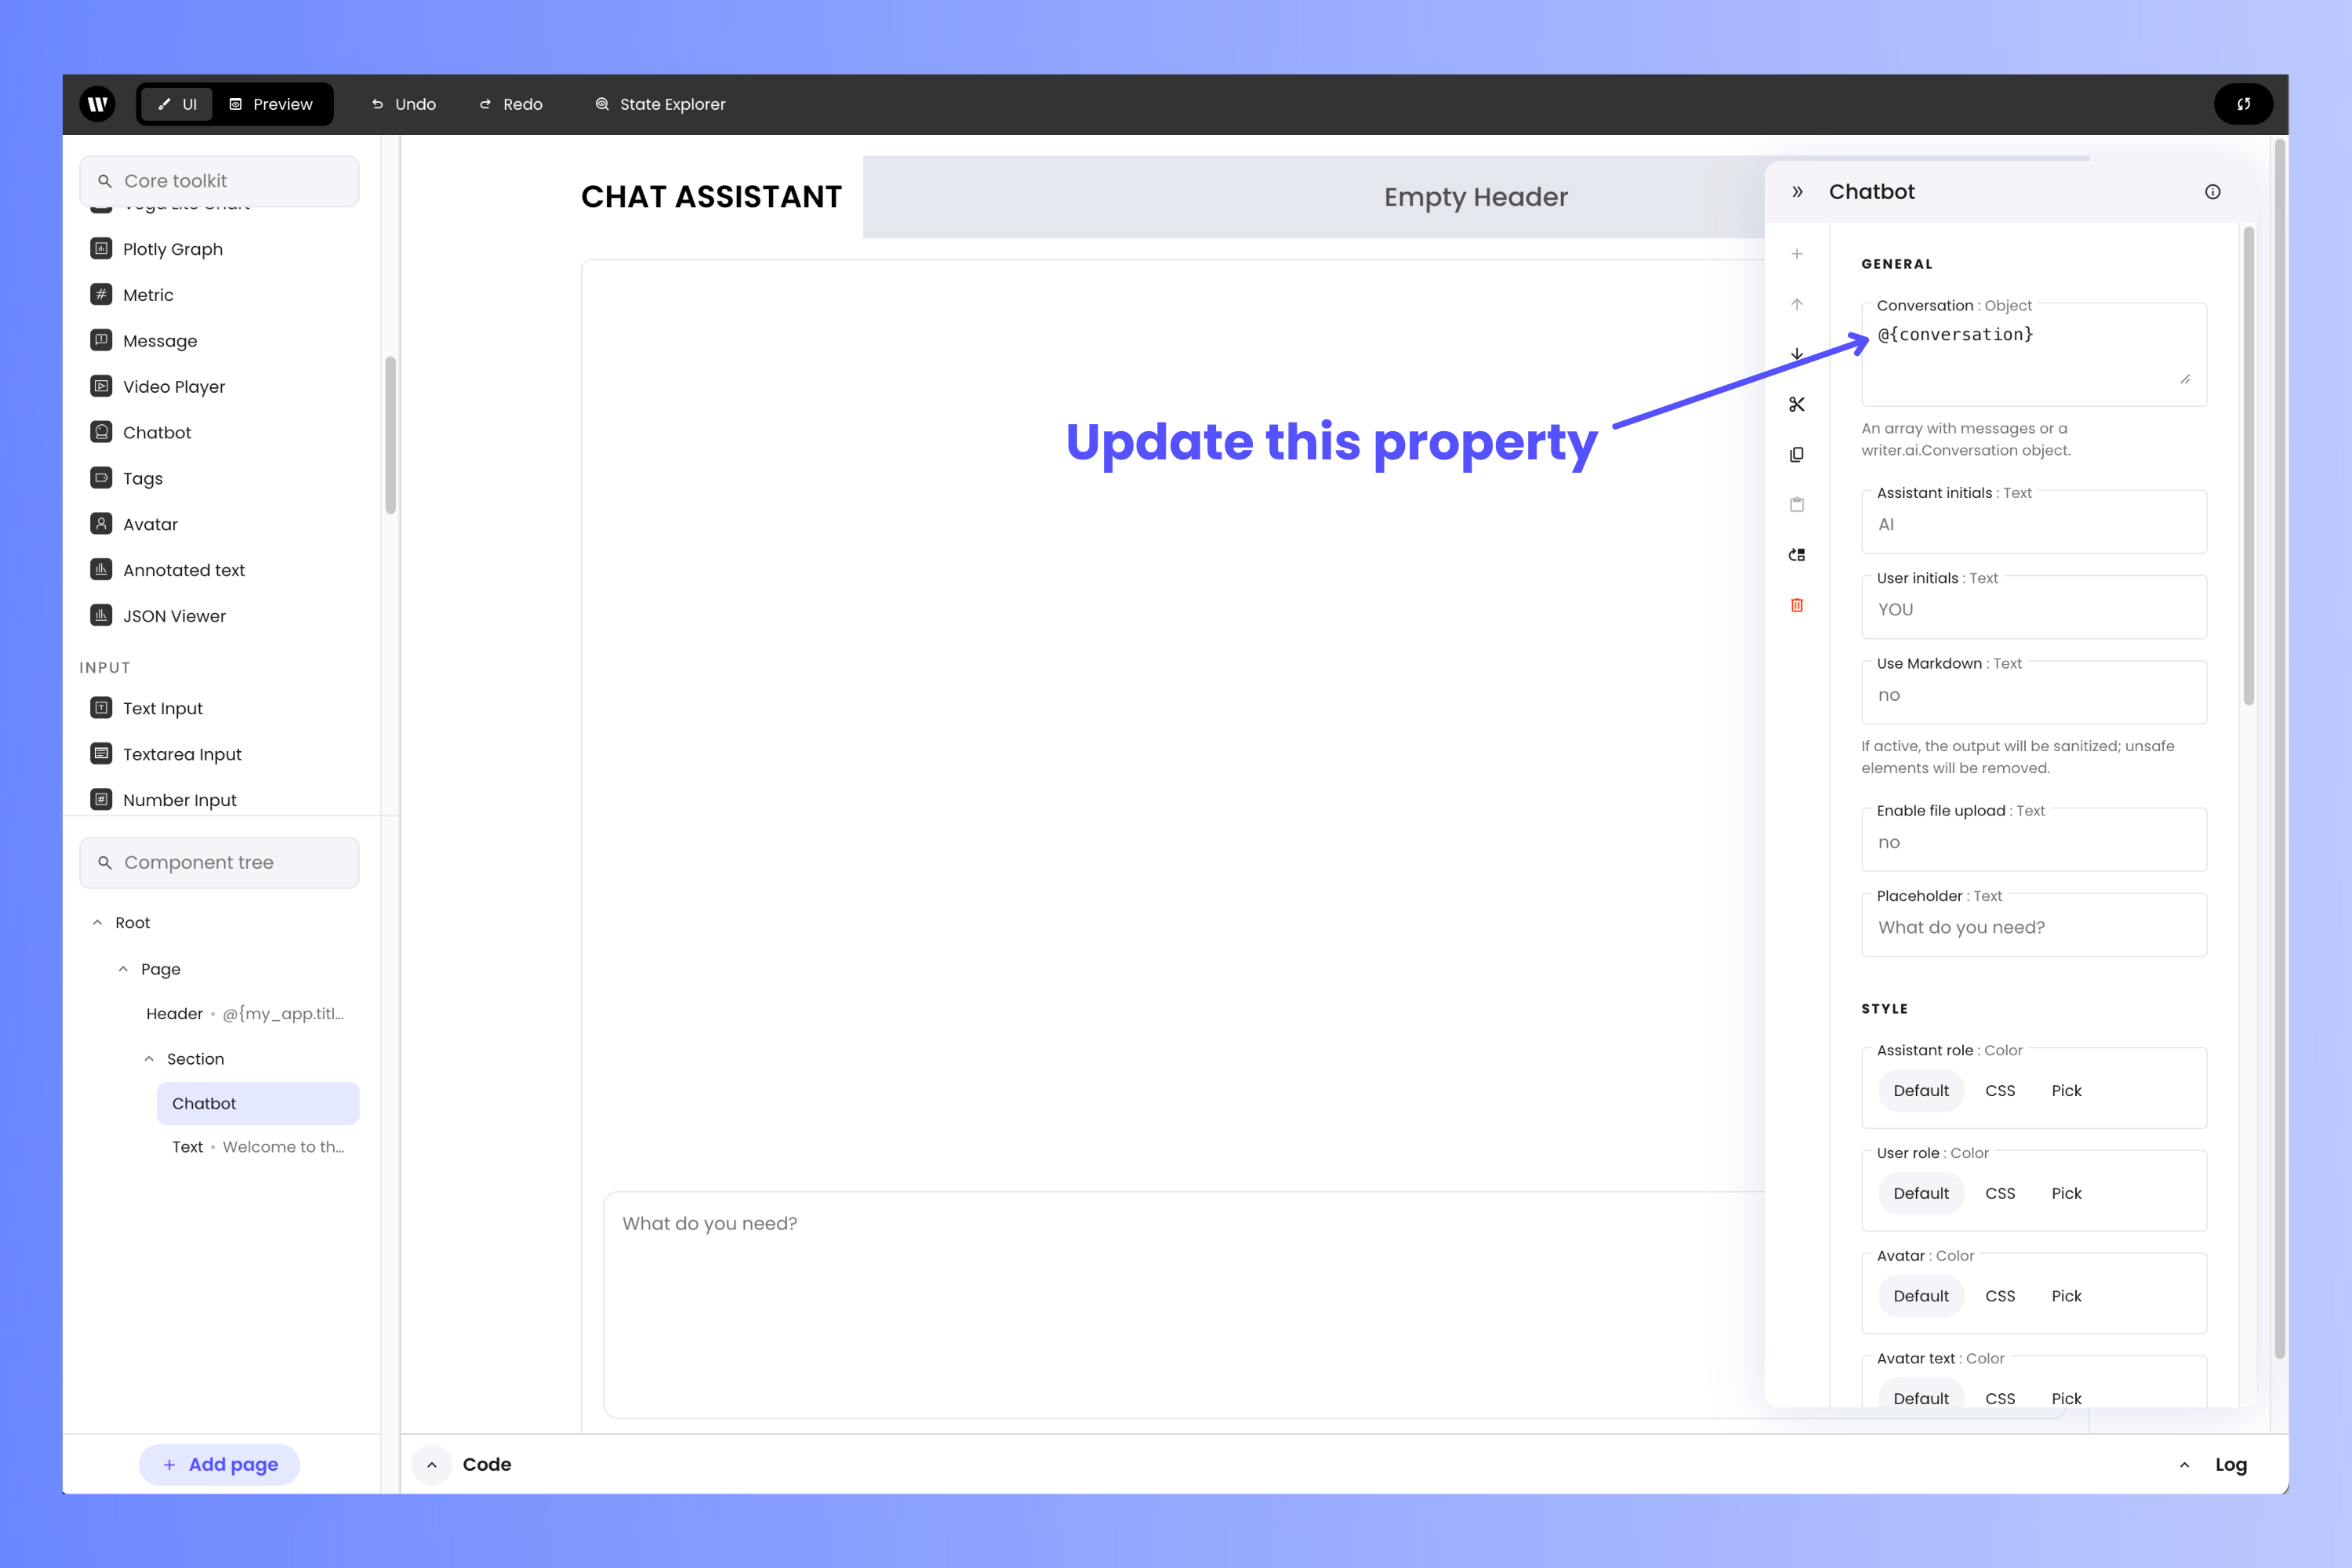 UI
Preview
Undo
Redo
State Explorer
Core toolkit
Vega Lite Chart
Plotly Graph
Metric
Message
Video Player
Chatbot
Tags
Avatar
Annotated text
JSON Viewer
INPUT
Text Input
Textarea Input
Number Input
Component tree
Root
Page
Header • @{my_app.titl...
Section
Chatbot
Text • Welcome to th...
+ Add page
CHAT ASSISTANT
Empty Header
Update this property
What do you need?
Code
Log
Chatbot
GENERAL
Conversation : Object
@{conversation}
An array with messages or a
writer.ai.Conversation object.
Assistant initials : Text
AI
User initials : Text
YOU
Use Markdown : Text
no
If active, the output will be sanitized; unsafe
elements will be removed.
Enable file upload : Text
no
Placeholder : Text
What do you need?
STYLE
Assistant role : Color
Default CSS Pick
User role : Color
Default CSS Pick
Avatar : Color
Default CSS Pick
Avatar text : Color
Default CSS Pick